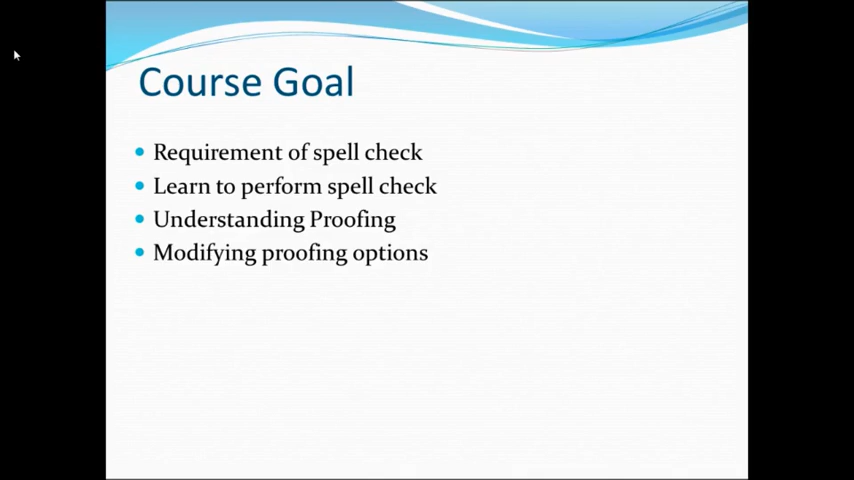 Course Goal
Requirement of spell check
Learn to perform spell check
Understanding Proofing
Modifying proofing options